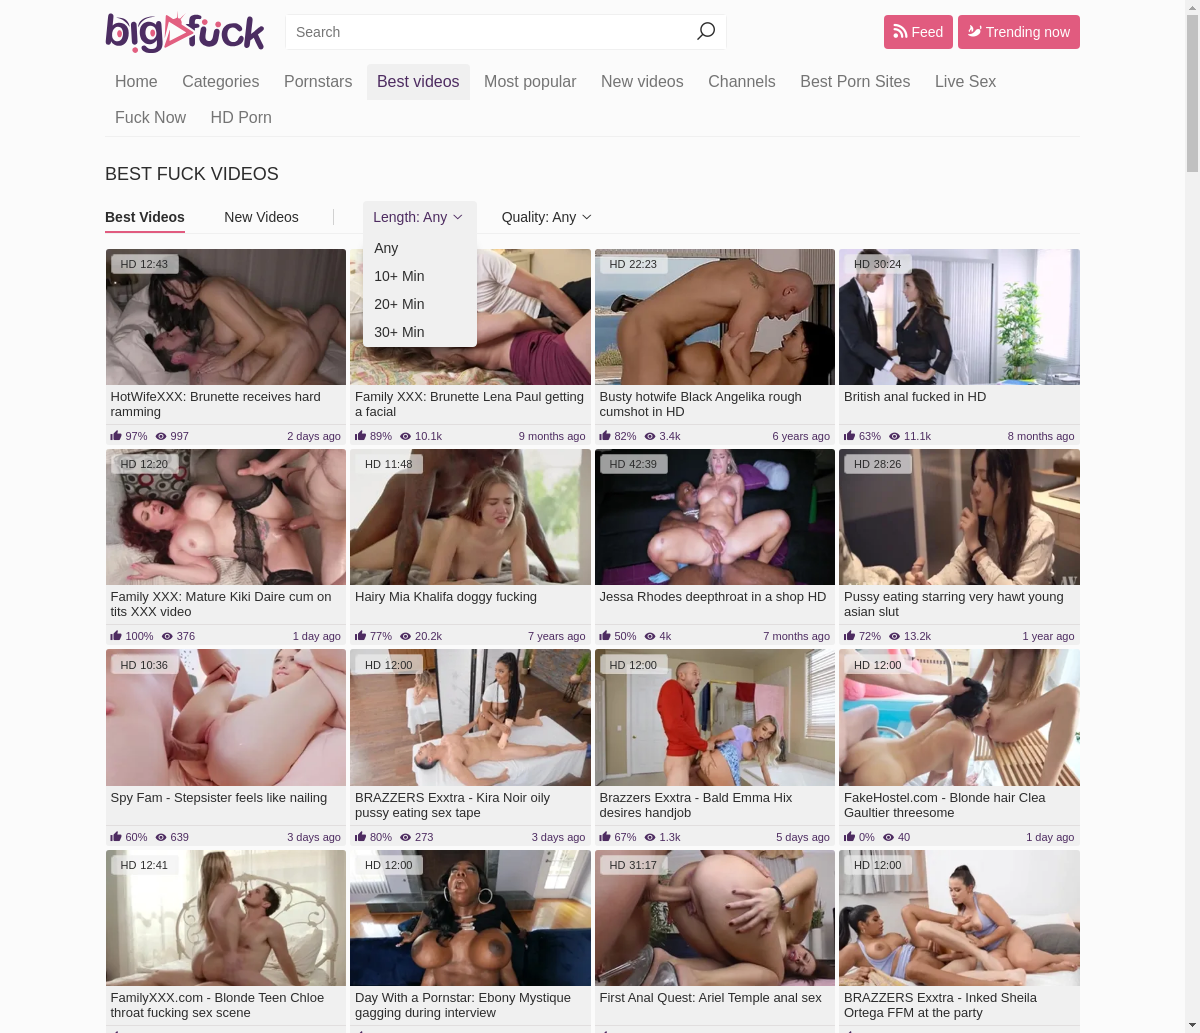 big fuck
Search
Feed
Trending now
Home Categories Pornstars Best videos Most popular New videos Channels Best Porn Sites Live Sex
Fuck Now HD Porn
BEST FUCK VIDEOS
Best Videos New Videos Length: Any Quality: Any
Any
10+ Min
20+ Min
30+ Min
HD 12:43
HotWifeXXX: Brunette receives hard
ramming
97% 997 2 days ago
Family XXX: Brunette Lena Paul getting
a facial
89% 10.1k 9 months ago
HD 22:23
Busty hotwife Black Angelika rough
cumshot in HD
82% 3.4k 6 years ago
HD 30:24
British anal fucked in HD
63% 11.1k 8 months ago
HD 12:20
Family XXX: Mature Kiki Daire cum on
tits XXX video
100% 376 1 day ago
HD 11:48
Hairy Mia Khalifa doggy fucking
77% 20.2k 7 years ago
HD 42:39
Jessa Rhodes deepthroat in a shop HD
50% 4k 7 months ago
HD 28:26
AV
Pussy eating starring very hawt young
asian slut
72% 13.2k 1 year ago
HD 10:36
Spy Fam - Stepsister feels like nailing
60% 639 3 days ago
HD 12:00
BRAZZERS Exxtra - Kira Noir oily
pussy eating sex tape
80% 273 3 days ago
HD 12:00
Brazzers Exxtra - Bald Emma Hix
desires handjob
67% 1.3k 5 days ago
HD 12:00
FakeHostel.com - Blonde hair Clea
Gaultier threesome
0% 40 1 day ago
HD 12:41
FamilyXXX.com - Blonde Teen Chloe
throat fucking sex scene
HD 12:00
Day With a Pornstar: Ebony Mystique
gagging during interview
HD 31:17
First Anal Quest: Ariel Temple anal sex
HD 12:00
BRAZZERS Exxtra - Inked Sheila
Ortega FFM at the party